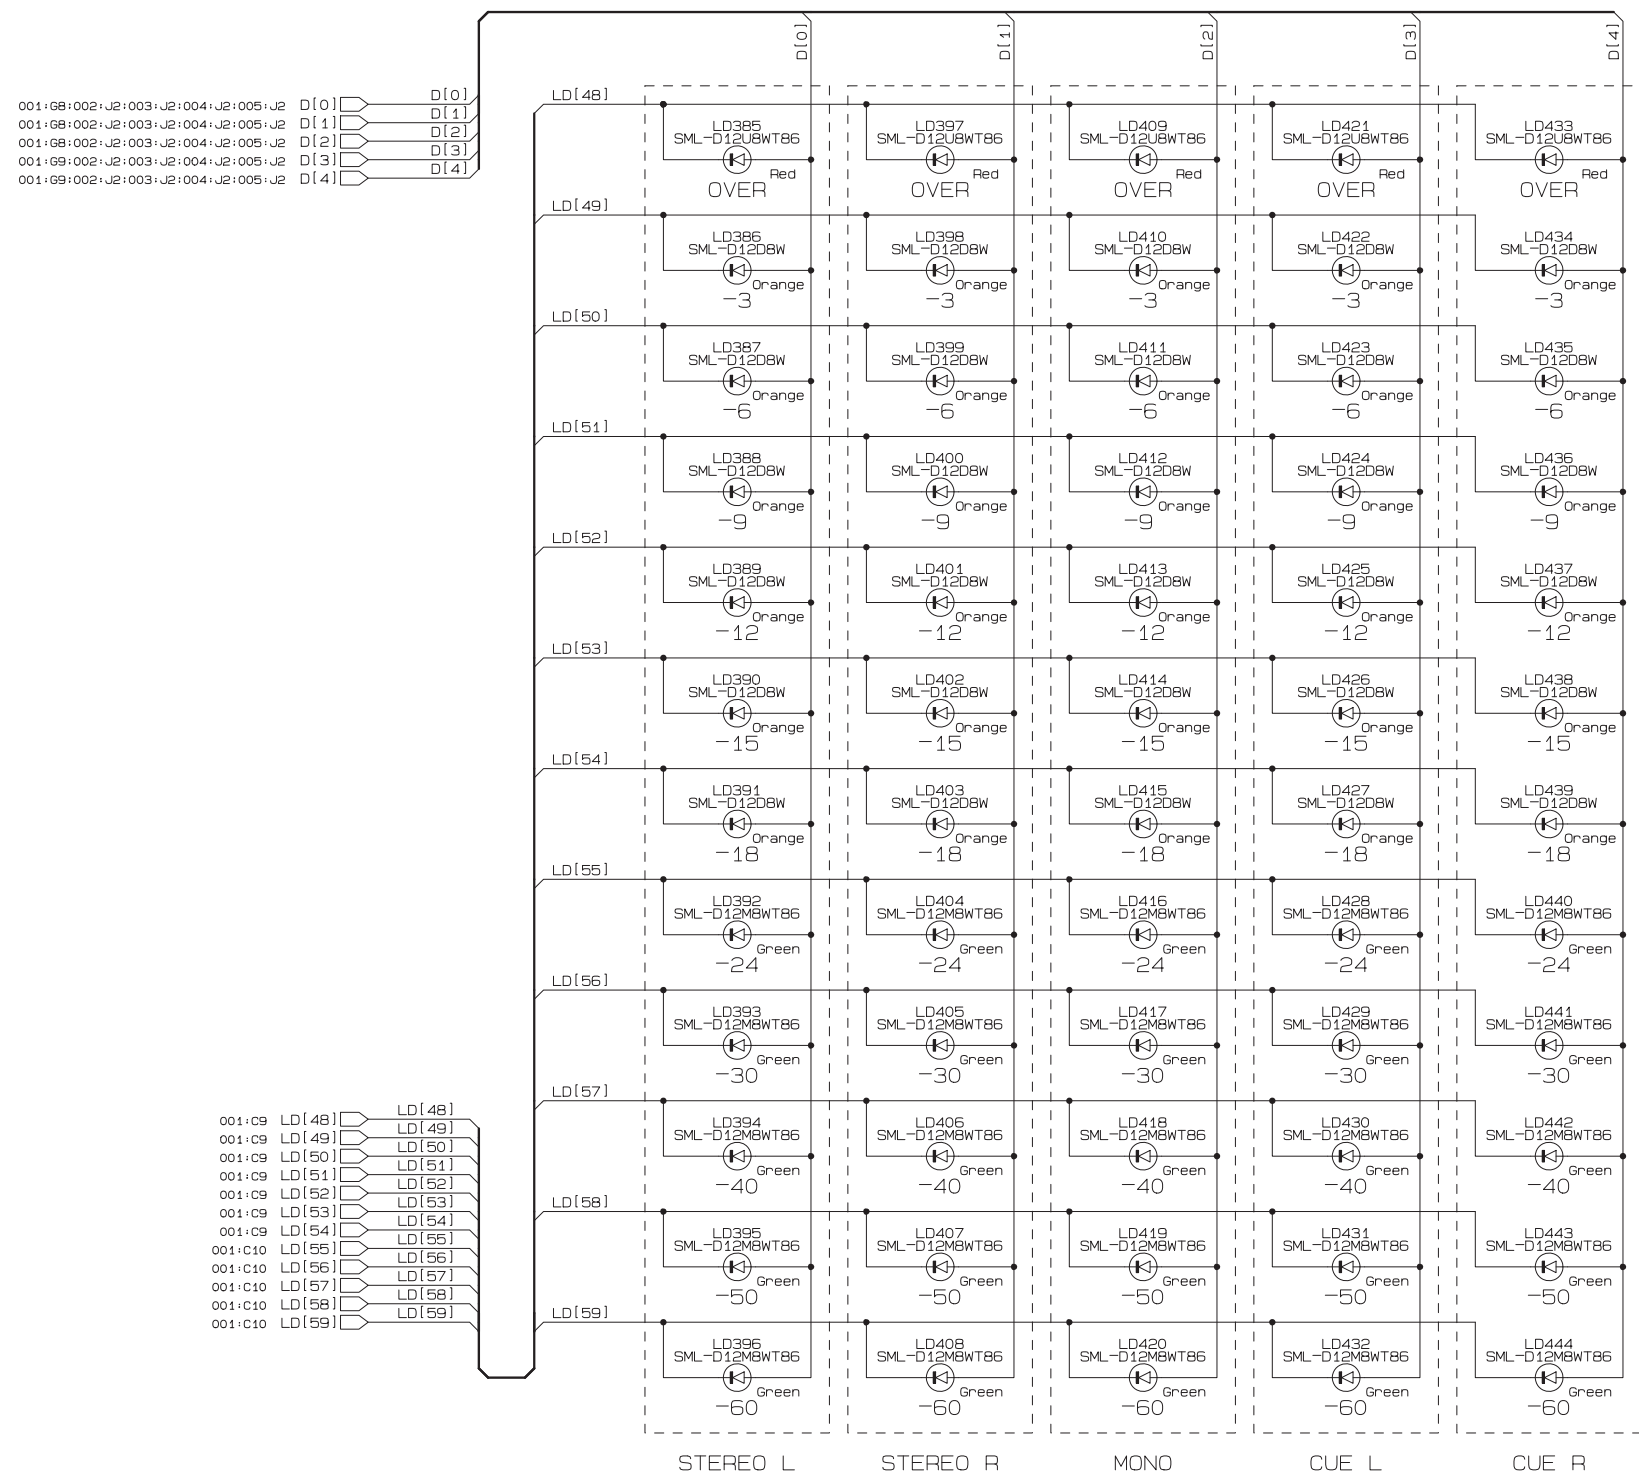 D[0] D[1] D[2] D[3] D[4]
001:G8:002:J2:003:J2:004:J2:005:J2 D[0] D[0]
001:G8:002:J2:003:J2:004:J2:005:J2 D[1] D[1]
001:G8:002:J2:003:J2:004:J2:005:J2 D[2] D[2]
001:G9:002:J2:003:J2:004:J2:005:J2 D[3] D[3]
001:G9:002:J2:003:J2:004:J2:005:J2 D[4] D[4]
LD[48]
LD385 LD397 LD409 LD421 LD433
SML-D12U8WT86 SML-D12U8WT86 SML-D12U8WT86 SML-D12U8WT86 SML-D12U8WT86
Red Red Red Red Red
OVER OVER OVER OVER OVER
LD[49]
LD386 LD398 LD410 LD422 LD434
SML-D12D8W SML-D12D8W SML-D12D8W SML-D12D8W SML-D12D8W
Orange Orange Orange Orange Orange
-3 -3 -3 -3 -3
LD[50]
LD387 LD399 LD411 LD423 LD435
SML-D12D8W SML-D12D8W SML-D12D8W SML-D12D8W SML-D12D8W
Orange Orange Orange Orange Orange
-6 -6 -6 -6 -6
LD[51]
LD388 LD400 LD412 LD424 LD436
SML-D12D8W SML-D12D8W SML-D12D8W SML-D12D8W SML-D12D8W
Orange Orange Orange Orange Orange
-9 -9 -9 -9 -9
LD[52]
LD389 LD401 LD413 LD425 LD437
SML-D12D8W SML-D12D8W SML-D12D8W SML-D12D8W SML-D12D8W
Orange Orange Orange Orange Orange
-12 -12 -12 -12 -12
LD[53]
LD390 LD402 LD414 LD426 LD438
SML-D12D8W SML-D12D8W SML-D12D8W SML-D12D8W SML-D12D8W
Orange Orange Orange Orange Orange
-15 -15 -15 -15 -15
LD[54]
LD391 LD403 LD415 LD427 LD439
SML-D12D8W SML-D12D8W SML-D12D8W SML-D12D8W SML-D12D8W
Orange Orange Orange Orange Orange
-18 -18 -18 -18 -18
LD[55]
LD392 LD404 LD416 LD428 LD440
SML-D12M8WT86 SML-D12M8WT86 SML-D12M8WT86 SML-D12M8WT86 SML-D12M8WT86
Green Green Green Green Green
-24 -24 -24 -24 -24
LD[56]
LD393 LD405 LD417 LD429 LD441
SML-D12M8WT86 SML-D12M8WT86 SML-D12M8WT86 SML-D12M8WT86 SML-D12M8WT86
Green Green Green Green Green
-30 -30 -30 -30 -30
LD[57]
LD394 LD406 LD418 LD430 LD442
SML-D12M8WT86 SML-D12M8WT86 SML-D12M8WT86 SML-D12M8WT86 SML-D12M8WT86
Green Green Green Green Green
-40 -40 -40 -40 -40
LD[58]
LD395 LD407 LD419 LD431 LD443
SML-D12M8WT86 SML-D12M8WT86 SML-D12M8WT86 SML-D12M8WT86 SML-D12M8WT86
Green Green Green Green Green
-50 -50 -50 -50 -50
LD[59]
LD396 LD408 LD420 LD432 LD444
SML-D12M8WT86 SML-D12M8WT86 SML-D12M8WT86 SML-D12M8WT86 SML-D12M8WT86
Green Green Green Green Green
-60 -60 -60 -60 -60
001:C9 LD[48] LD[48]
001:C9 LD[49] LD[49]
001:C9 LD[50] LD[50]
001:C9 LD[51] LD[51]
001:C9 LD[52] LD[52]
001:C9 LD[53] LD[53]
001:C9 LD[54] LD[54]
001:C10 LD[55] LD[55]
001:C10 LD[56] LD[56]
001:C10 LD[57] LD[57]
001:C10 LD[58] LD[58]
001:C10 LD[59] LD[59]
STEREO L STEREO R MONO CUE L CUE R